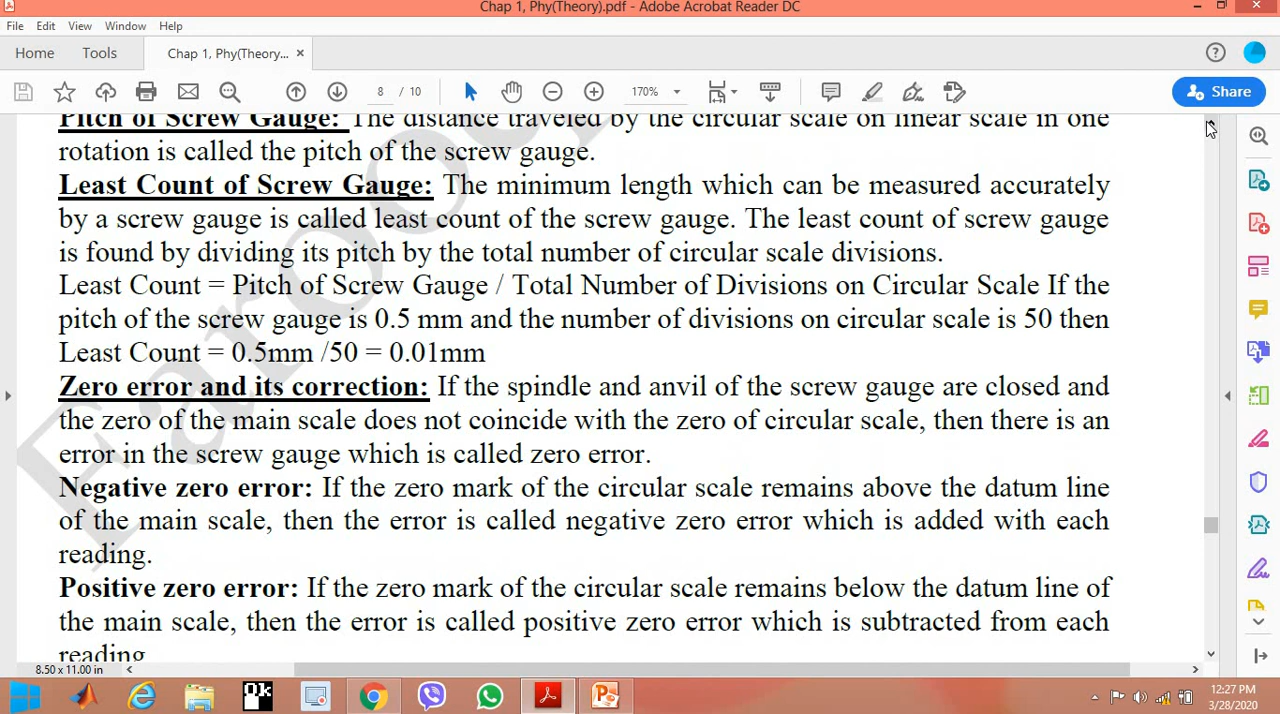 Chap 1, Phy(Theory).pdf - Adobe Acrobat Reader DC
File Edit View Window Help
Home Tools Chap 1, Phy(Theory... ×
8 / 10 170% Share
Pitch of Screw Gauge: The distance traveled by the circular scale on linear scale in one
rotation is called the pitch of the screw gauge.
Least Count of Screw Gauge: The minimum length which can be measured accurately
by a screw gauge is called least count of the screw gauge. The least count of screw gauge
is found by dividing its pitch by the total number of circular scale divisions.
Least Count = Pitch of Screw Gauge / Total Number of Divisions on Circular Scale If the
pitch of the screw gauge is 0.5 mm and the number of divisions on circular scale is 50 then
Least Count = 0.5mm /50 = 0.01mm
Zero error and its correction: If the spindle and anvil of the screw gauge are closed and
the zero of the main scale does not coincide with the zero of circular scale, then there is an
error in the screw gauge which is called zero error.
Negative zero error: If the zero mark of the circular scale remains above the datum line
of the main scale, then the error is called negative zero error which is added with each
reading.
Positive zero error: If the zero mark of the circular scale remains below the datum line of
the main scale, then the error is called positive zero error which is subtracted from each
reading
8.50 x 11.00 in
12:27 PM
3/28/2020
Farooq